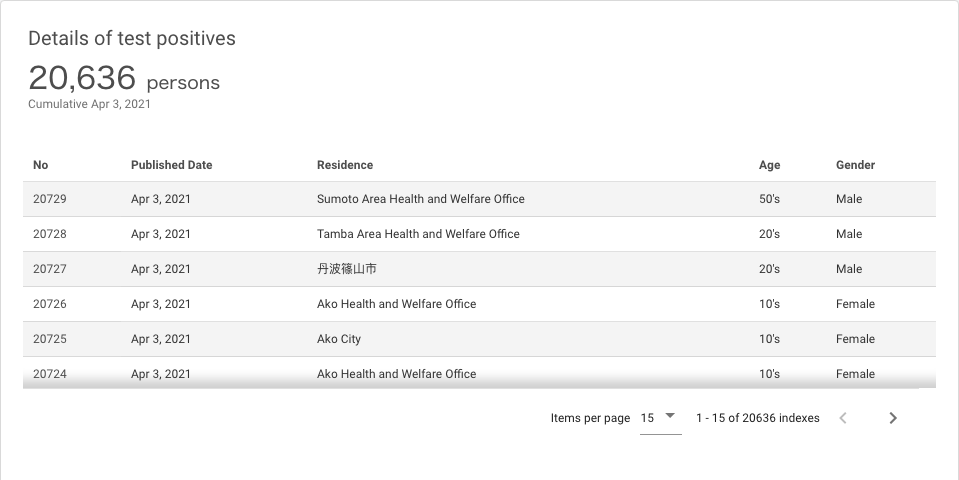 Details of test positives
20,636 persons
Cumulative Apr 3, 2021
No Published Date Residence Age Gender
20729 Apr 3, 2021 Sumoto Area Health and Welfare Office 50's Male
20728 Apr 3, 2021 Tamba Area Health and Welfare Office 20's Male
20727 Apr 3, 2021 丹波篠山市 20's Male
20726 Apr 3, 2021 Ako Health and Welfare Office 10's Female
20725 Apr 3, 2021 Ako City 10's Female
20724 Apr 3, 2021 Ako Health and Welfare Office 10's Female
Items per page 15 1 - 15 of 20636 indexes